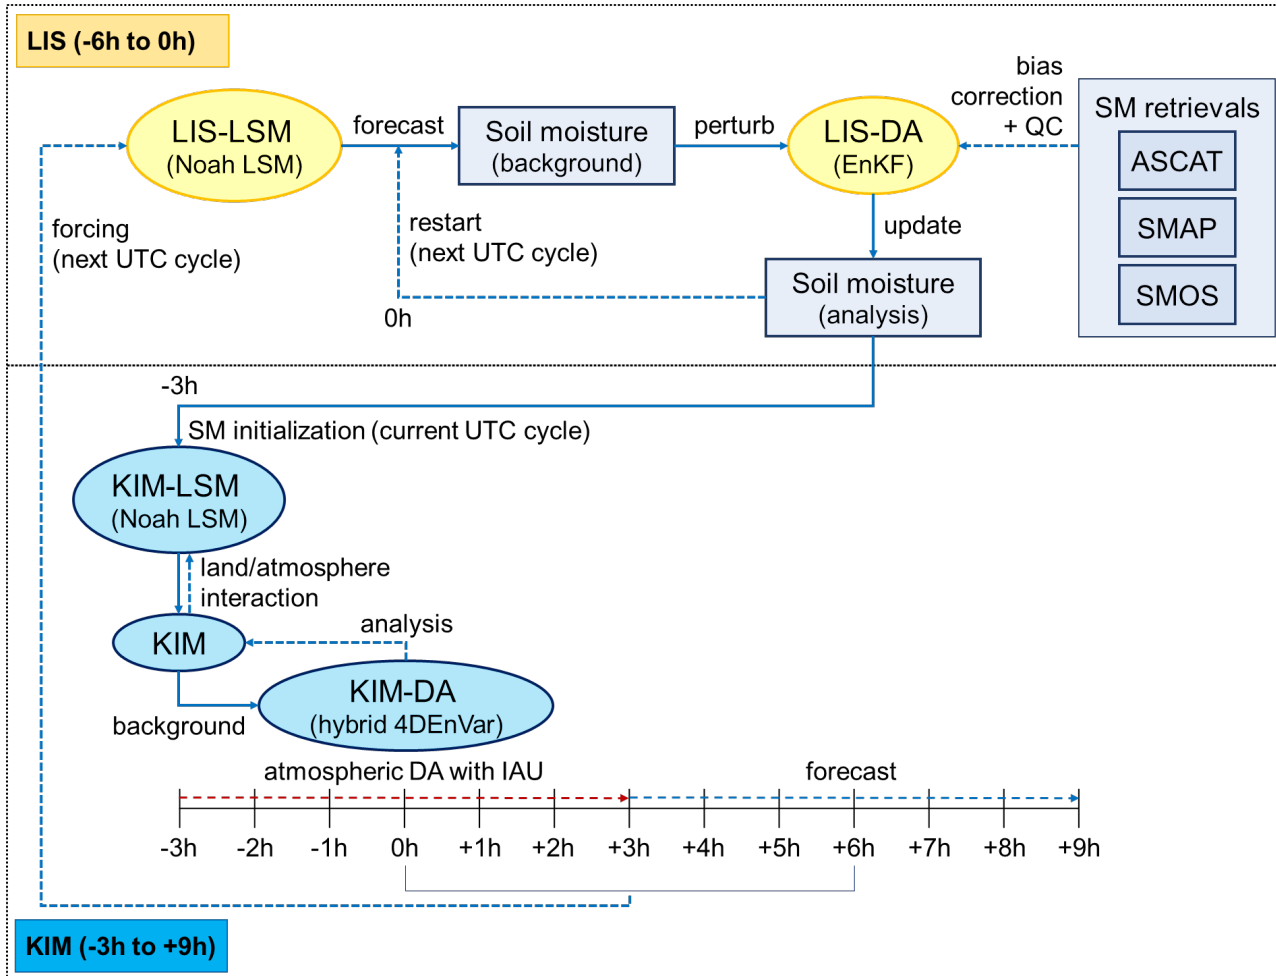 LIS (-6h to 0h)
LIS-LSM
(Noah LSM)
forecast
Soil moisture
(background)
perturb
LIS-DA
(EnKF)
bias
correction
+ QC
SM retrievals
ASCAT
SMAP
SMOS
forcing
(next UTC cycle)
restart
(next UTC cycle)
0h
update
Soil moisture
(analysis)
-3h
SM initialization (current UTC cycle)
KIM-LSM
(Noah LSM)
land/atmosphere
interaction
KIM
analysis
background
KIM-DA
(hybrid 4DEnVar)
atmospheric DA with IAU
forecast
-3h -2h -1h 0h +1h +2h +3h +4h +5h +6h +7h +8h +9h
KIM (-3h to +9h)